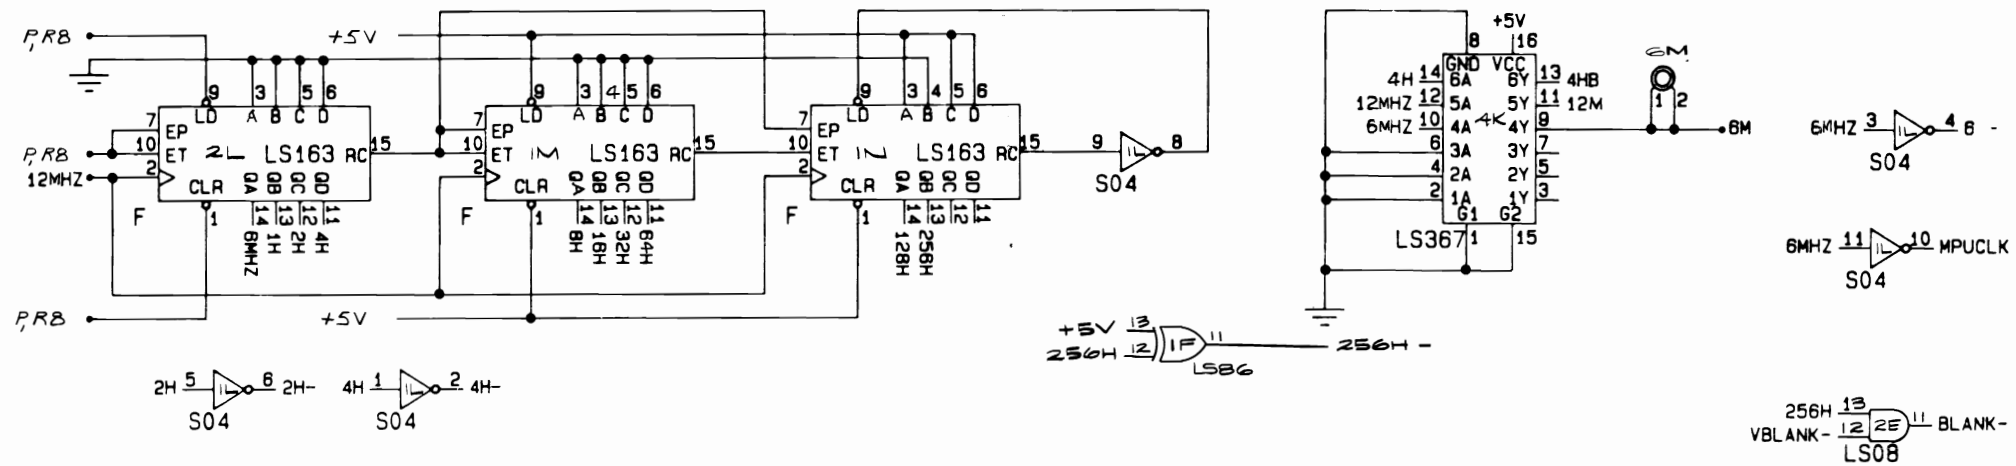 P,R8
+5V
9 3 4 5 6
LD A B C D
7 EP
10 ET 2L LS163 RC 15
2 CLR QA QB QC QD
P,R8
12MHZ
F
1 14 13 12 11
6MHZ 1H 2H 4H
P,R8
+5V
9 3 4 5 6
LD A B C D
7 EP
10 ET 1M LS163 RC 15
2 CLR QA QB QC QD
F
1 14 13 12 11
8H 16H 32H 64H
9 3 4 5 6
LD A B C D
7 EP
10 ET 1N LS163 RC 15
2 CLR QA QB QC QD
F
1 14 13 12 11
128H 256H
9 1L 8
S04
+5V
8 16
GND VCC
4H 14 6A 6Y 13 4HB
12MHZ 12 5A 5Y 11 12M
6MHZ 10 4A 4K 4Y 9
6 3A 3Y 7
4 2A 2Y 5
2 1A 1Y 3
G1 G2
LS367 1 15
6M
1 2
6M
6MHZ 3 1L 4 6 -
S04
6MHZ 11 1L 10 MPUCLK
S04
+5V 13
256H 12 1F 11 256H -
LS86
2H 5 1L 6 2H-
S04
4H 1 1L 2 4H-
S04
256H 13
VBLANK- 12 2E 11 BLANK-
LS08